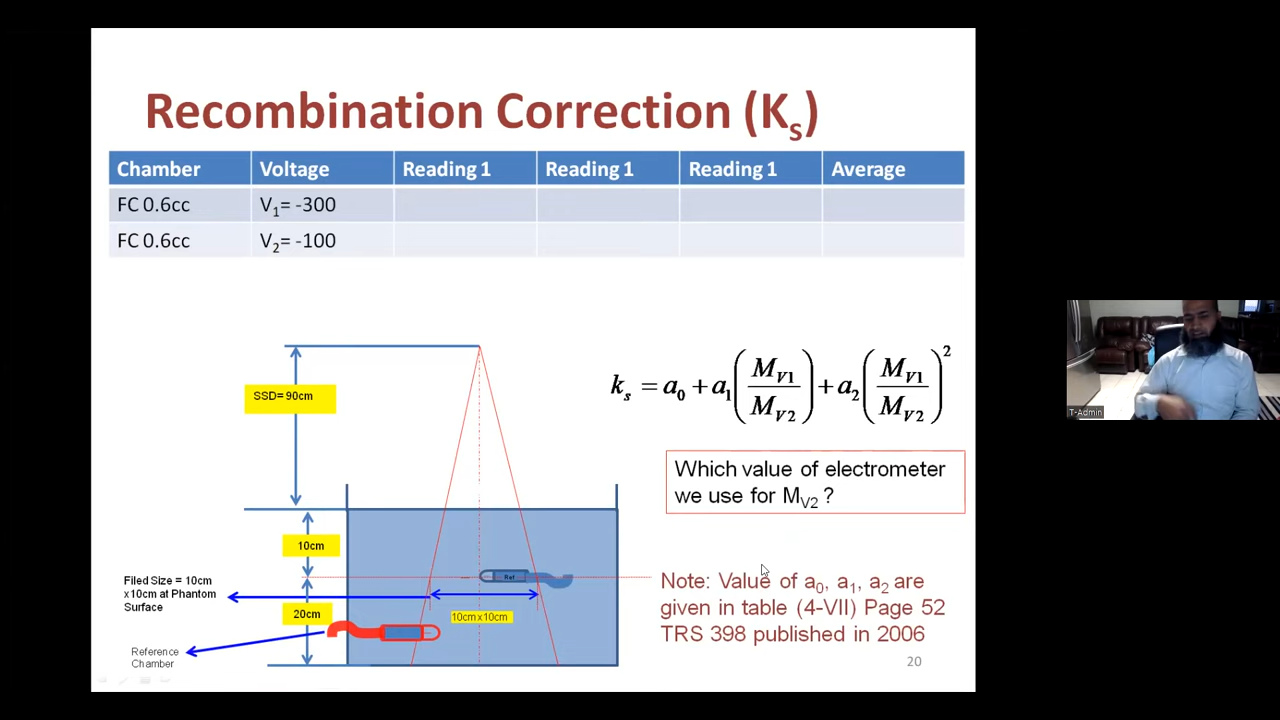 Recombination Correction (Ks)
Chamber Voltage Reading 1 Reading 1 Reading 1 Average
FC 0.6cc V1= -300
FC 0.6cc V2= -100
SSD= 90cm
ks = a0 + a1 (MV1 / MV2) + a2 (MV1 / MV2)^2
Which value of electrometer
we use for MV2 ?
10cm
Ref
Filed Size = 10cm
x10cm at Phantom
Surface
20cm
10cm x 10cm
Reference
Chamber
Note: Value of a0, a1, a2 are
given in table (4-VII) Page 52
TRS 398 published in 2006
20
T-Admin